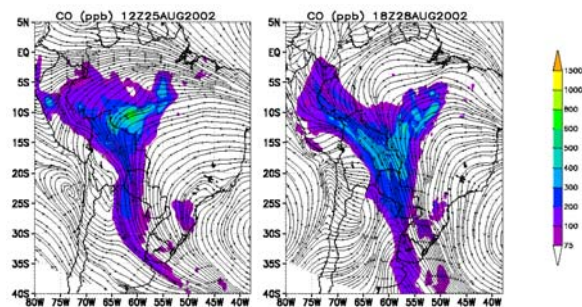 CO (ppb) 12Z25AUG2002
CO (ppb) 18Z28AUG2002
5N
EQ
5S
10S
15S
20S
25S
30S
35S
40S
80W 75W 70W 65W 60W 55W 50W 45W 40W
5N
EQ
5S
10S
15S
20S
25S
30S
35S
40S
80W 75W 70W 65W 60W 55W 50W 45W 40W
1300
1000
900
500
400
300
200
100
75